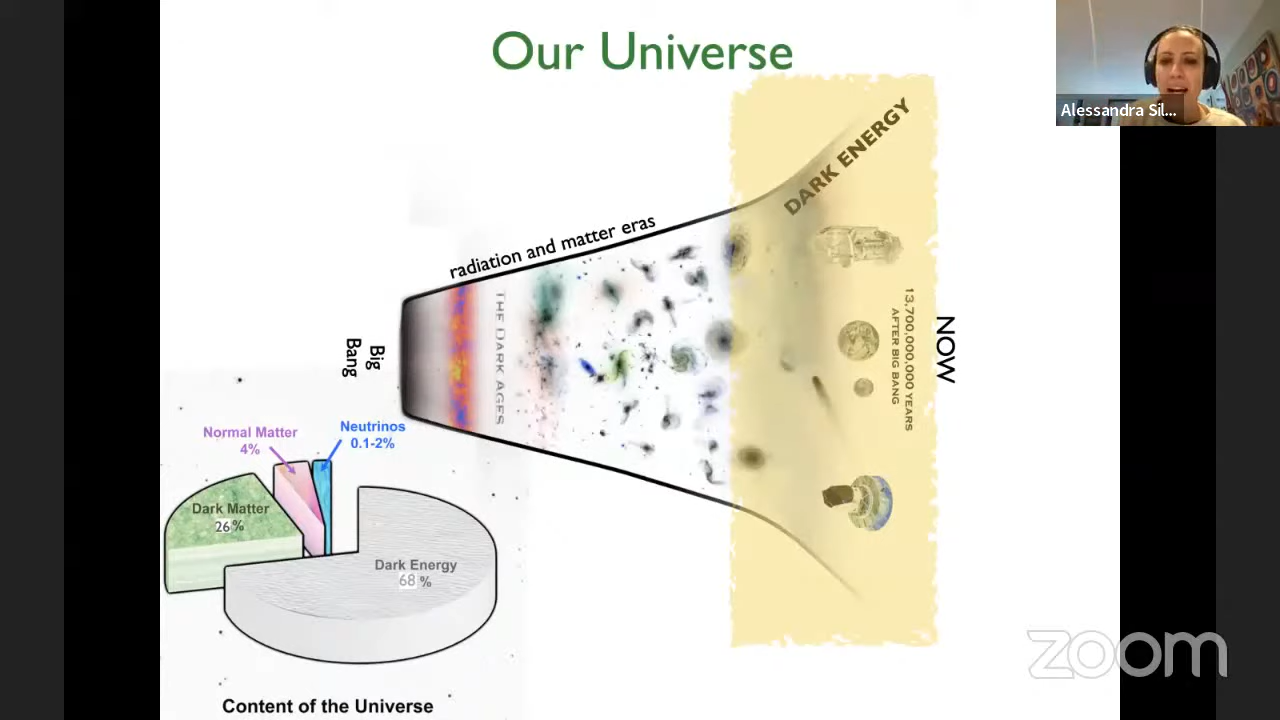 Our Universe
Alessandra Sil...
DARK ENERGY
radiation and matter eras
THE DARK AGES
Big
Bang
13,700,000,000 YEARS
AFTER BIG BANG
NOW
Normal Matter
4%
Neutrinos
0.1-2%
Dark Matter
26%
Dark Energy
68 %
Content of the Universe
zoom